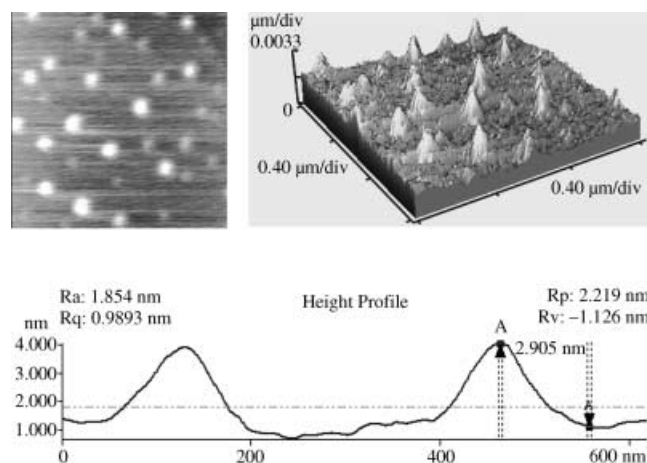 µm/div
0.0033
0
0.40 µm/div
0.40 µm/div
Ra: 1.854 nm
Rq: 0.9893 nm
Height Profile
Rp: 2.219 nm
Rv: –1.126 nm
nm
A
4.000
2.905 nm
3.000
2.000
1.000
0
200
400
600 nm